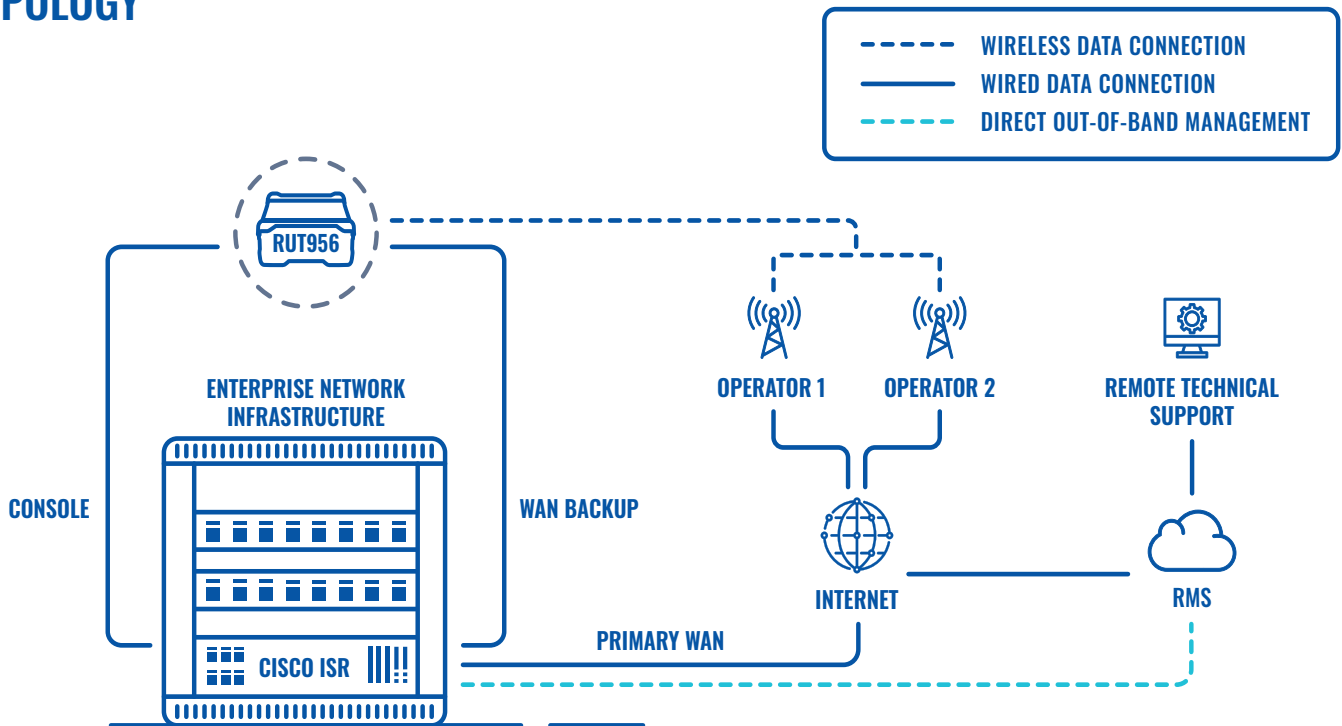 WIRELESS DATA CONNECTION
WIRED DATA CONNECTION
DIRECT OUT-OF-BAND MANAGEMENT
RUT956
OPERATOR 1
OPERATOR 2
REMOTE TECHNICAL
SUPPORT
ENTERPRISE NETWORK
INFRASTRUCTURE
CONSOLE
WAN BACKUP
INTERNET
RMS
PRIMARY WAN
CISCO ISR